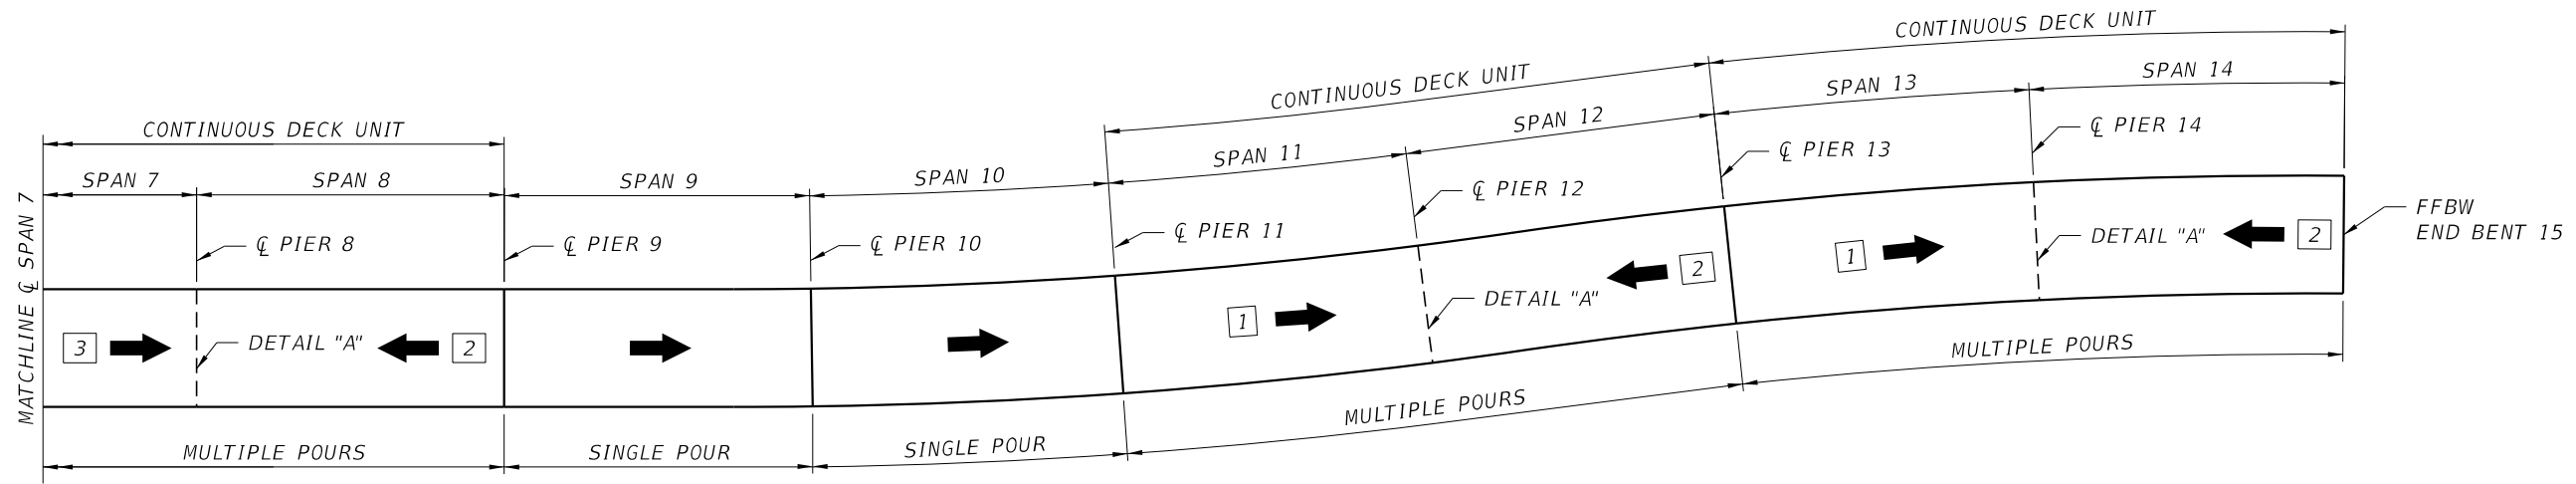 CONTINUOUS DECK UNIT
SPAN 14
SPAN 13
CONTINUOUS DECK UNIT
SPAN 12
CONTINUOUS DECK UNIT
SPAN 11
SPAN 10
SPAN 7
SPAN 8
SPAN 9
℄ PIER 14
℄ PIER 13
℄ PIER 12
℄ PIER 11
℄ PIER 8
℄ PIER 9
℄ PIER 10
FFBW
END BENT 15
MATCHLINE ℄ SPAN 7
3
DETAIL "A"
2
1
DETAIL "A"
2
1
DETAIL "A"
2
MULTIPLE POURS
SINGLE POUR
SINGLE POUR
MULTIPLE POURS
MULTIPLE POURS